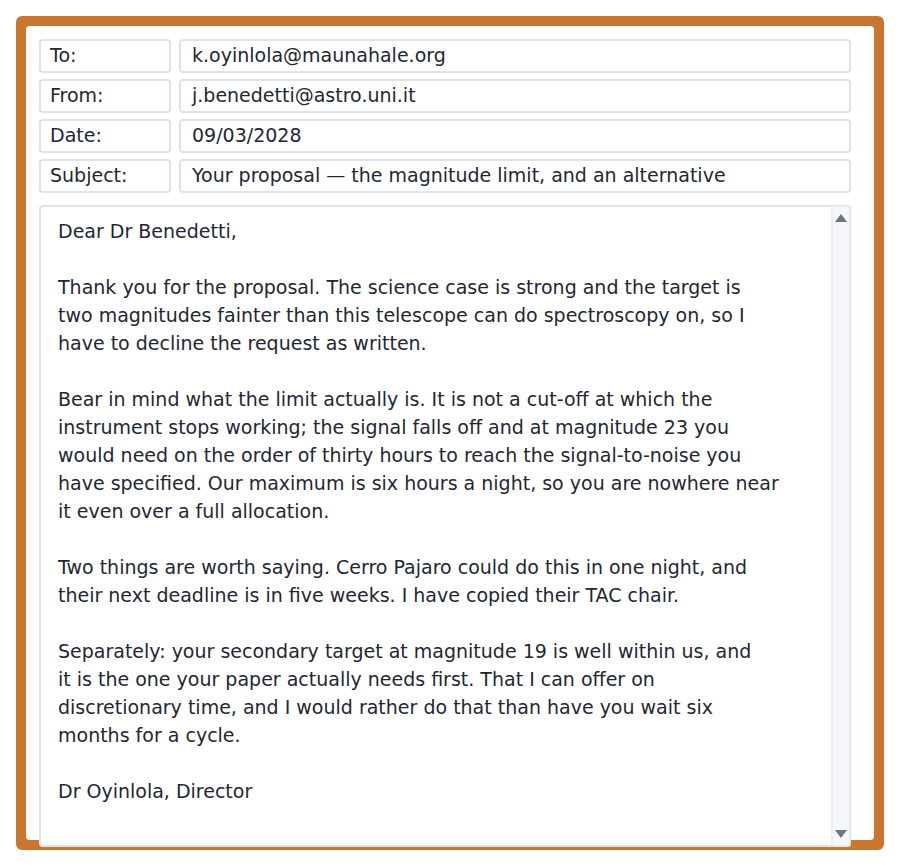 To: k.oyinlola@maunahale.org
From: j.benedetti@astro.uni.it
Date: 09/03/2028
Subject: Your proposal — the magnitude limit, and an alternative
Dear Dr Benedetti,
Thank you for the proposal. The science case is strong and the target is
two magnitudes fainter than this telescope can do spectroscopy on, so I
have to decline the request as written.
Bear in mind what the limit actually is. It is not a cut-off at which the
instrument stops working; the signal falls off and at magnitude 23 you
would need on the order of thirty hours to reach the signal-to-noise you
have specified. Our maximum is six hours a night, so you are nowhere near
it even over a full allocation.
Two things are worth saying. Cerro Pajaro could do this in one night, and
their next deadline is in five weeks. I have copied their TAC chair.
Separately: your secondary target at magnitude 19 is well within us, and
it is the one your paper actually needs first. That I can offer on
discretionary time, and I would rather do that than have you wait six
months for a cycle.
Dr Oyinlola, Director